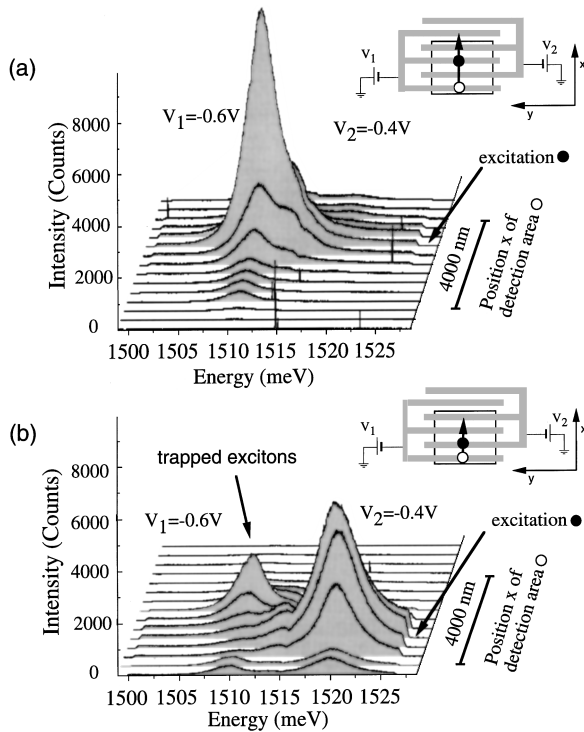 (a)
V1
V2
x
y
V1=-0.6V
V2=-0.4V
excitation
Intensity (Counts)
8000
6000
4000
2000
0
4000 nm
Position x of
detection area
1500 1505 1510 1515 1520 1525
Energy (meV)
(b)
V1
V2
x
y
trapped excitons
V1=-0.6V
V2=-0.4V
excitation
Intensity (Counts)
8000
6000
4000
2000
0
4000 nm
Position x of
detection area
1500 1505 1510 1515 1520 1525
Energy (meV)